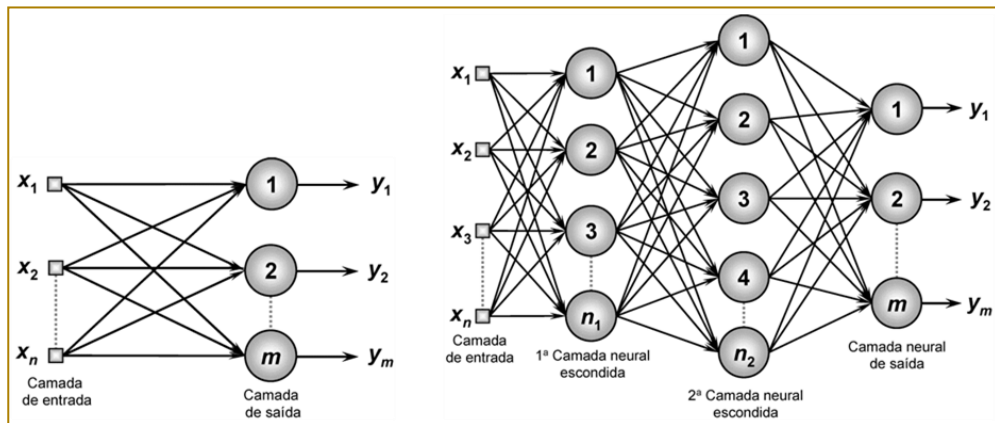 x1
1
y1
x2
2
y2
xn
m
ym
Camada
de entrada
Camada
de saída
x1
x2
x3
xn
Camada
de entrada
1
2
3
n1
1ª Camada neural
escondida
1
2
3
4
n2
2ª Camada neural
escondida
1
2
m
Camada neural
de saída
y1
y2
ym